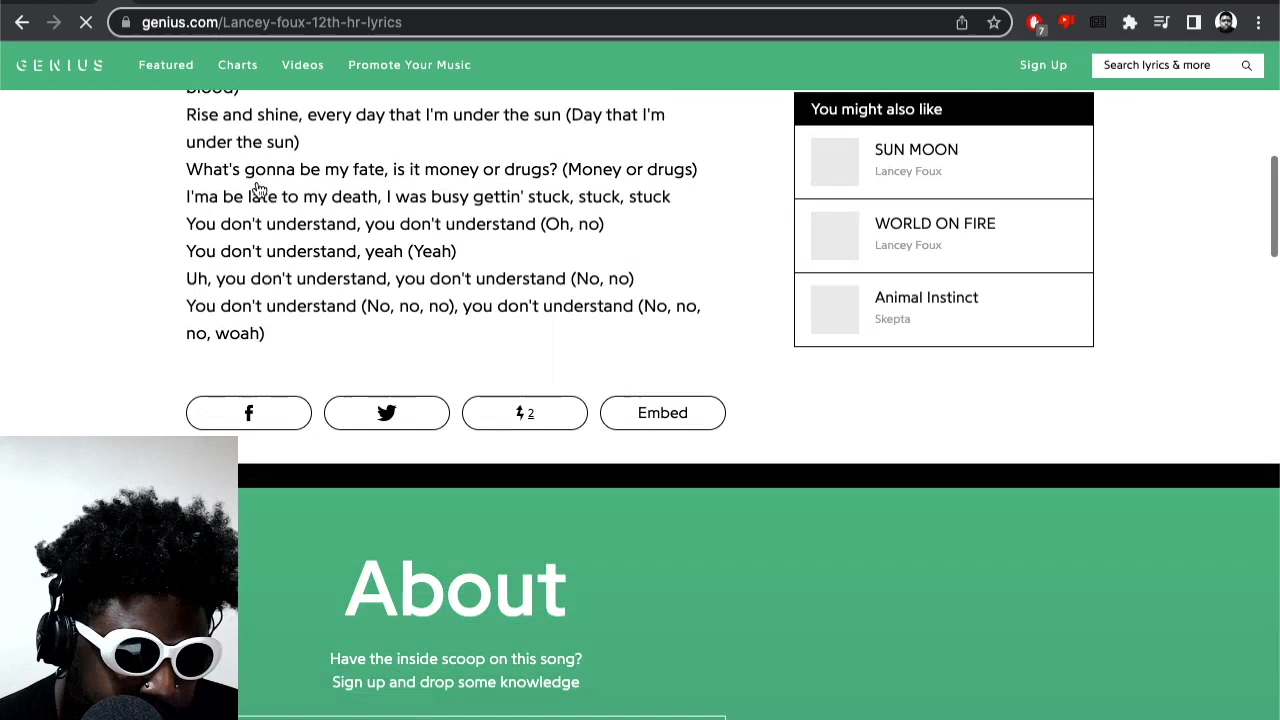 genius.com/Lancey-foux-12th-hr-lyrics
7
GENIUS
Featured
Charts
Videos
Promote Your Music
Sign Up
Search lyrics & more
blood)
Rise and shine, every day that I'm under the sun (Day that I'm
under the sun)
What's gonna be my fate, is it money or drugs? (Money or drugs)
I'ma be late to my death, I was busy gettin' stuck, stuck, stuck
You don't understand, you don't understand (Oh, no)
You don't understand, yeah (Yeah)
Uh, you don't understand, you don't understand (No, no)
You don't understand (No, no, no), you don't understand (No, no,
no, woah)
You might also like
SUN MOON
Lancey Foux
WORLD ON FIRE
Lancey Foux
Animal Instinct
Skepta
2
Embed
About
Have the inside scoop on this song?
Sign up and drop some knowledge